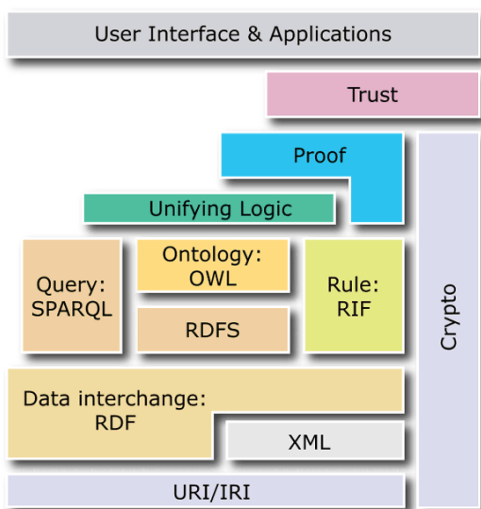 User Interface & Applications
Trust
Proof
Unifying Logic
Query:
SPARQL
Ontology:
OWL
RDFS
Rule:
RIF
Crypto
Data interchange:
RDF
XML
URI/IRI